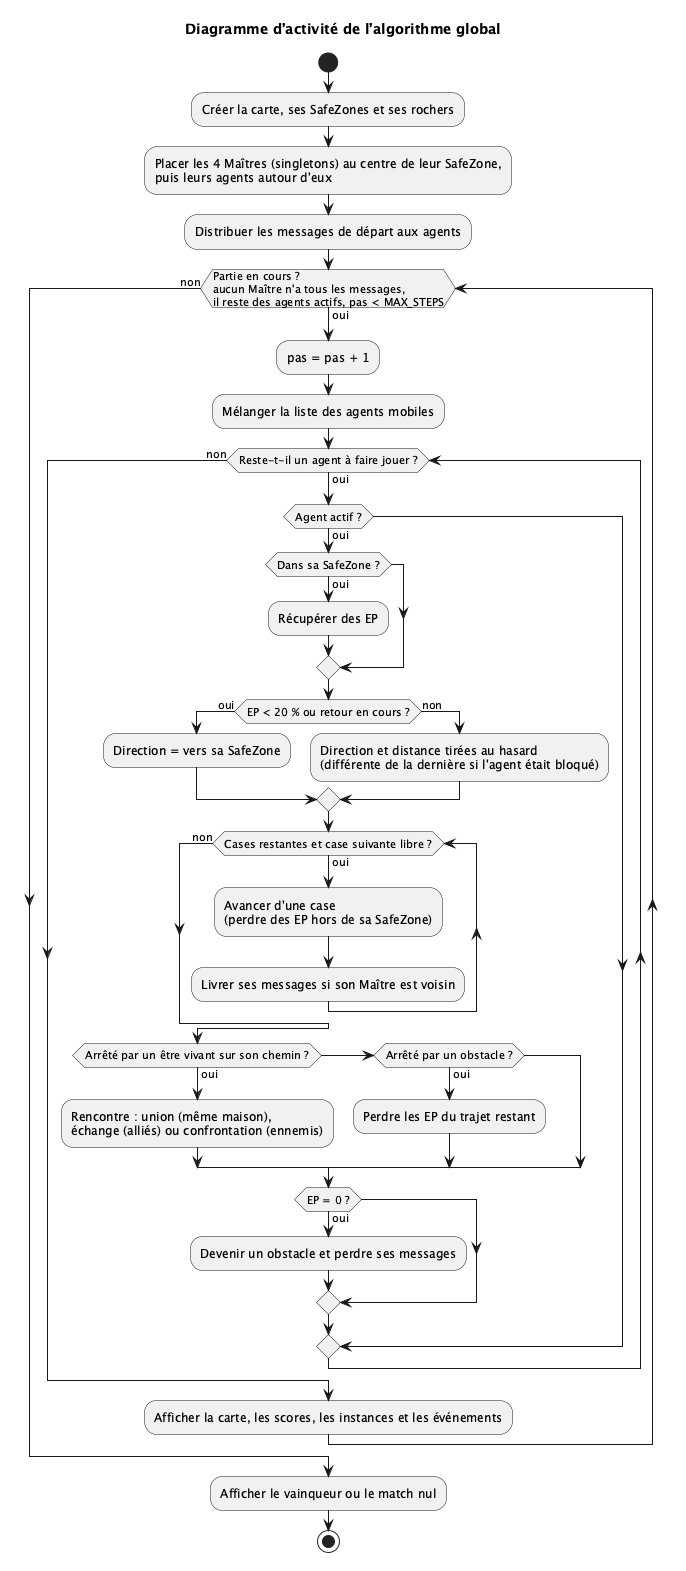 Diagramme d'activité de l'algorithme global
Créer la carte, ses SafeZones et ses rochers
Placer les 4 Maîtres (singletons) au centre de leur SafeZone,
puis leurs agents autour d'eux
Distribuer les messages de départ aux agents
non
Partie en cours ?
aucun Maître n'a tous les messages,
il reste des agents actifs, pas < MAX_STEPS
oui
pas = pas + 1
Mélanger la liste des agents mobiles
non
Reste-t-il un agent à faire jouer ?
oui
Agent actif ?
oui
Dans sa SafeZone ?
oui
Récupérer des EP
oui
EP < 20 % ou retour en cours ?
non
Direction = vers sa SafeZone
Direction et distance tirées au hasard
(différente de la dernière si l'agent était bloqué)
non
Cases restantes et case suivante libre ?
oui
Avancer d'une case
(perdre des EP hors de sa SafeZone)
Livrer ses messages si son Maître est voisin
Arrêté par un être vivant sur son chemin ?
oui
Arrêté par un obstacle ?
oui
Rencontre : union (même maison),
échange (alliés) ou confrontation (ennemis)
Perdre les EP du trajet restant
EP = 0 ?
oui
Devenir un obstacle et perdre ses messages
Afficher la carte, les scores, les instances et les événements
Afficher le vainqueur ou le match nul